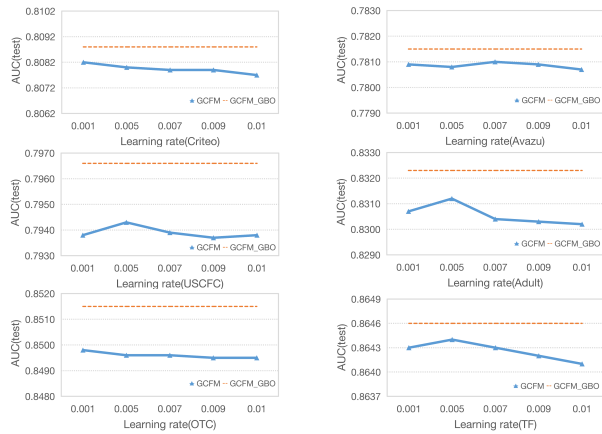 0.8102
0.8092
0.8082
0.8072
0.8062
AUC(test)
GCFM GCFM_GBO
0.001 0.005 0.007 0.009 0.01
Learning rate(Criteo)
0.7830
0.7820
0.7810
0.7800
0.7790
AUC(test)
GCFM GCFM_GBO
0.001 0.005 0.007 0.009 0.01
Learning rate(Avazu)
0.7970
0.7960
0.7950
0.7940
0.7930
AUC(test)
GCFM GCFM_GBO
0.001 0.005 0.007 0.009 0.01
Learning rate(USCFC)
0.8330
0.8320
0.8310
0.8300
0.8290
AUC(test)
GCFM GCFM_GBO
0.001 0.005 0.007 0.009 0.01
Learning rate(Adult)
0.8520
0.8510
0.8500
0.8490
0.8480
AUC(test)
GCFM GCFM_GBO
0.001 0.005 0.007 0.009 0.01
Learning rate(OTC)
0.8649
0.8646
0.8643
0.8640
0.8637
AUC(test)
GCFM GCFM_GBO
0.001 0.005 0.007 0.009 0.01
Learning rate(TF)